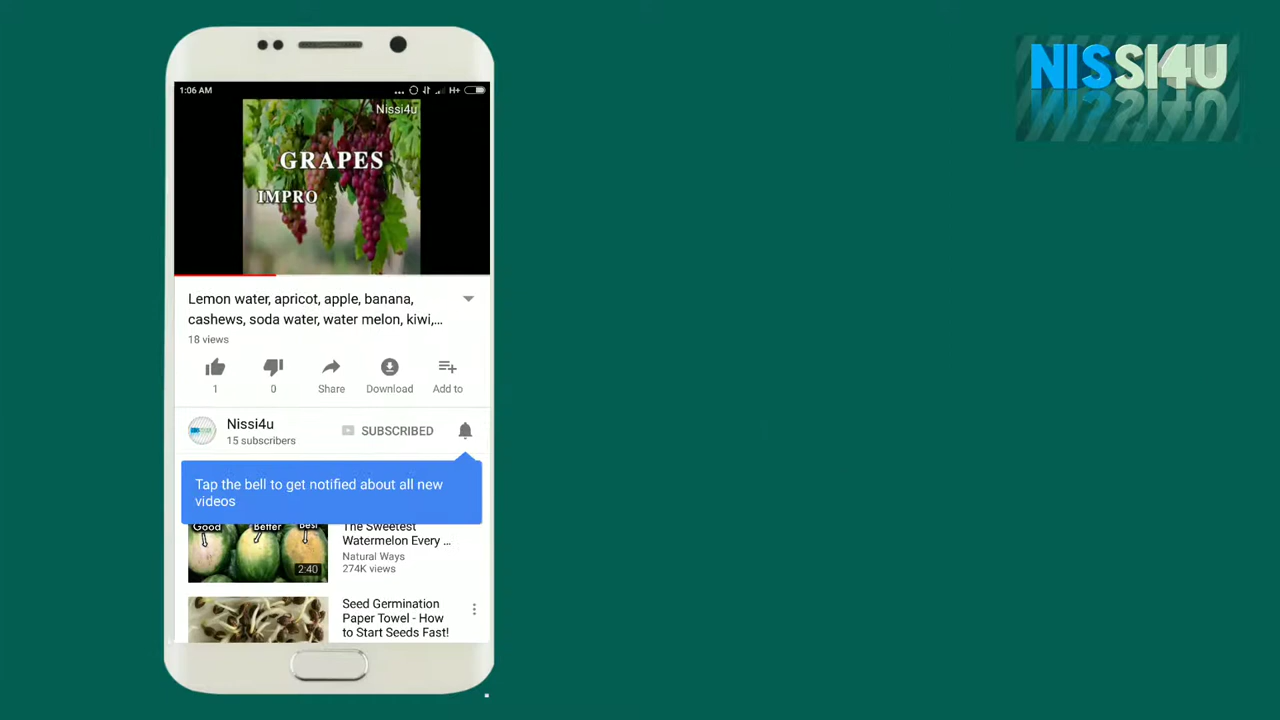 NISSI4U
1:06 AM
H+
Nissi4u
GRAPES
IMPRO
Lemon water, apricot, apple, banana,
cashews, soda water, water melon, kiwi,...
18 views
1
0
Share
Download
Add to
Nissi4u
15 subscribers
SUBSCRIBED
Tap the bell to get notified about all new
videos
Good
Better
Best
2:40
The Sweetest
Watermelon Every ...
Natural Ways
274K views
Seed Germination
Paper Towel - How
to Start Seeds Fast!